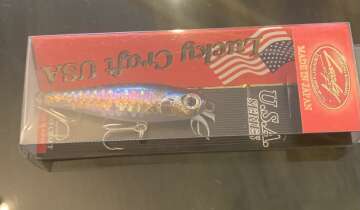 Lucky Craft USA
MADE IN JAPAN
U.S.A.
SERIES